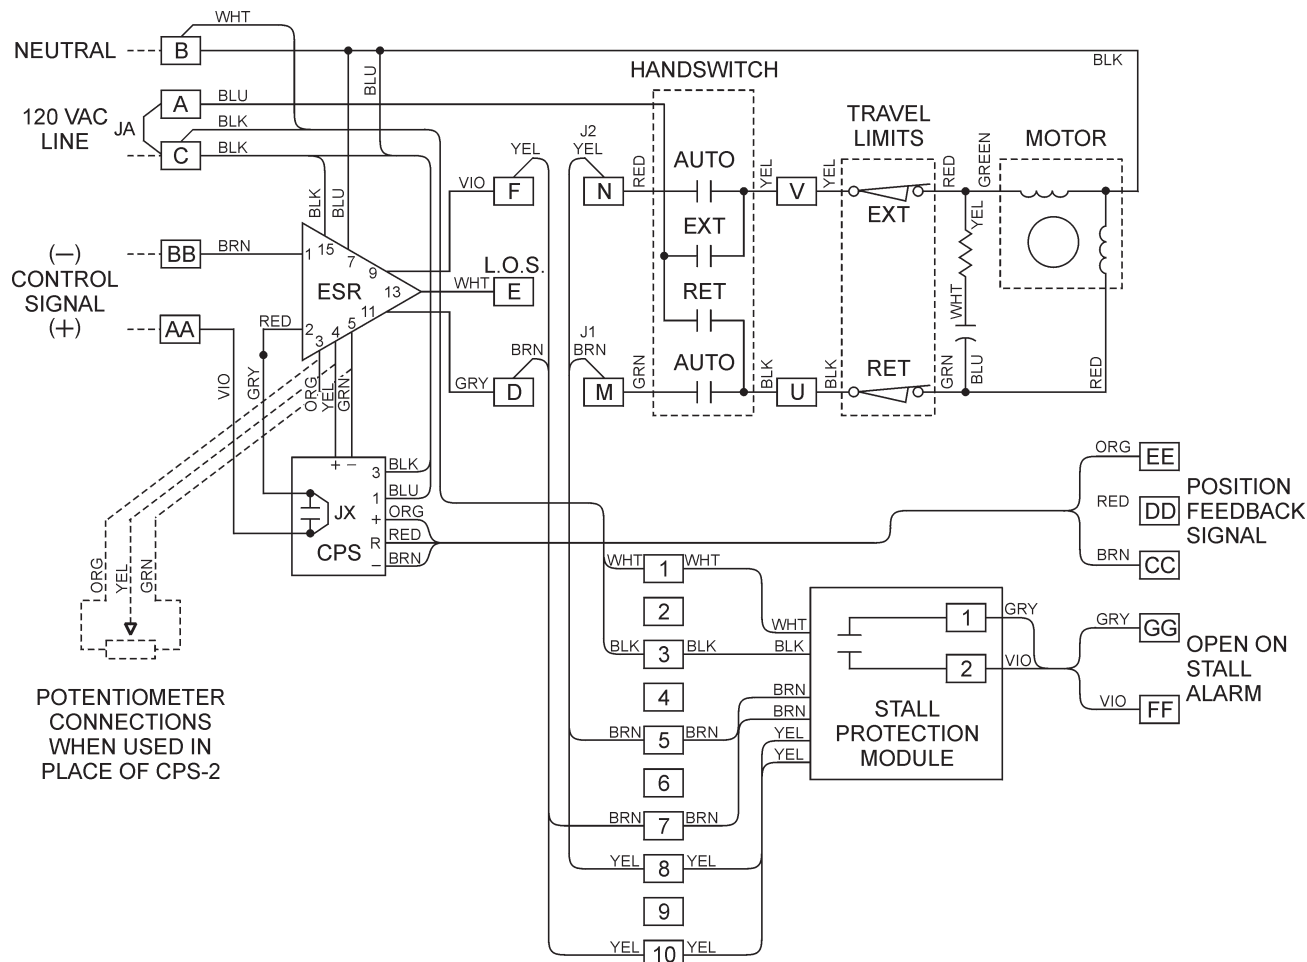 WHT
NEUTRAL
B
BLK
BLU
HANDSWITCH
A
BLU
120 VAC
LINE
JA
BLK
C
BLK
TRAVEL
LIMITS
MOTOR
J2
YEL
YEL
AUTO
RED
YEL
YEL
RED
GREEN
VIO
F
N
V
EXT
EXT
YEL
BLK
BLU
(−)
CONTROL
SIGNAL
(+)
BB
BRN
1
15
7
9
ESR
13
11
2
3
4
5
L.O.S.
WHT
E
RET
WHT
AA
RED
J1
BRN
BRN
AUTO
RET
VIO
GRY
ORG
YEL
GRN
GRY
D
M
GRN
BLK
U
BLK
GRN
BLU
RED
+ −
3
BLK
1
BLU
JX
+
ORG
R
RED
CPS
−
BRN
ORG
EE
RED
DD
BRN
CC
POSITION
FEEDBACK
SIGNAL
ORG
YEL
GRN
POTENTIOMETER
CONNECTIONS
WHEN USED IN
PLACE OF CPS-2
WHT
1
WHT
2
BLK
3
BLK
4
BRN
5
BRN
6
BRN
7
BRN
YEL
8
YEL
9
YEL
10
YEL
WHT
BLK
BRN
BRN
YEL
YEL
1
GRY
2
VIO
STALL
PROTECTION
MODULE
GRY
GG
VIO
FF
OPEN ON
STALL
ALARM